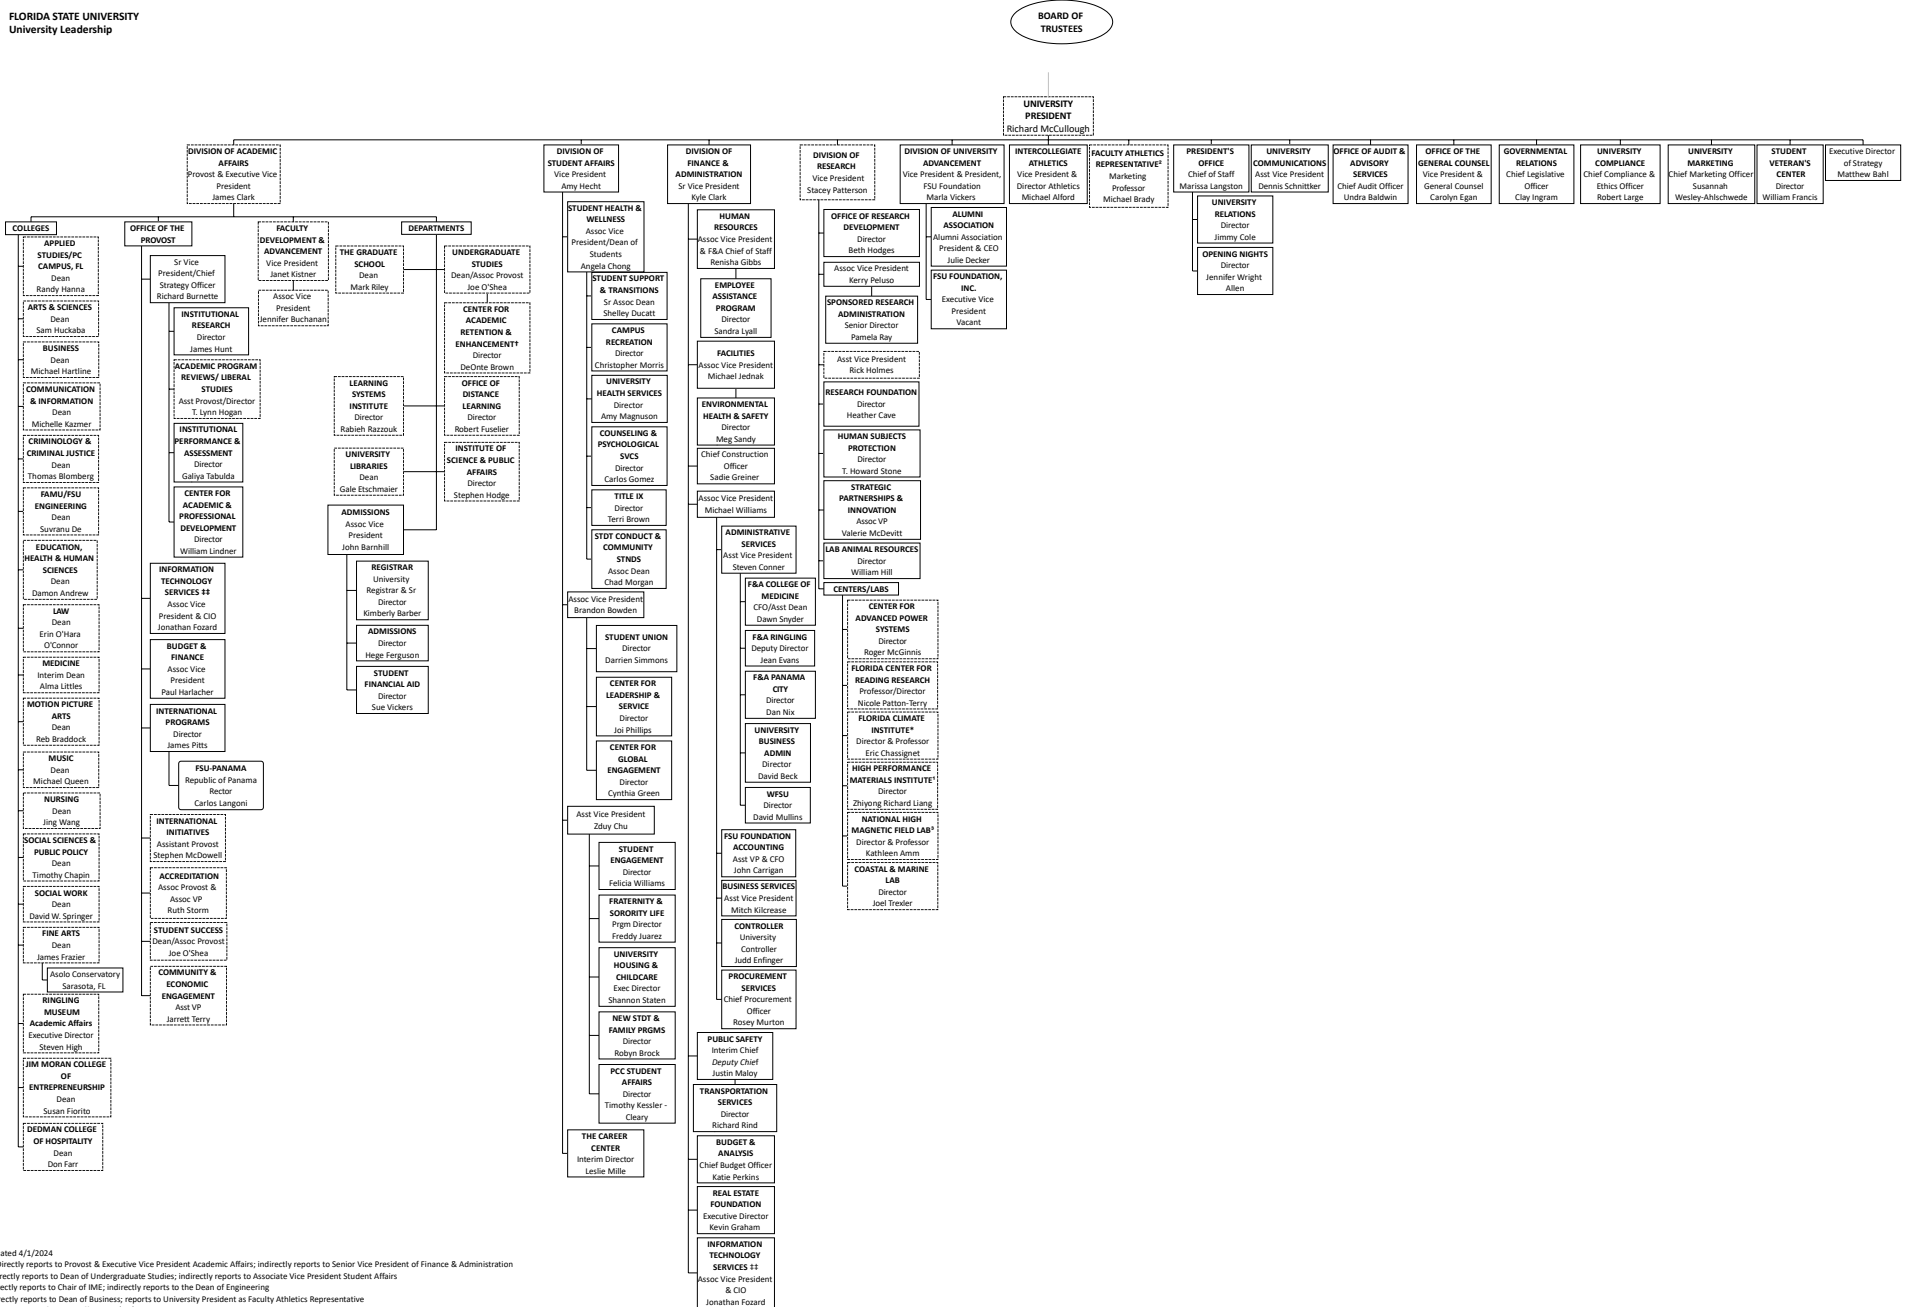 FLORIDA STATE UNIVERSITY
University Leadership
BOARD OF
TRUSTEES
UNIVERSITY
PRESIDENT
Richard McCullough
DIVISION OF ACADEMIC
AFFAIRS
Provost & Executive Vice
President
James Clark
DIVISION OF
STUDENT AFFAIRS
Vice President
Amy Hecht
DIVISION OF
FINANCE &
ADMINISTRATION
Sr Vice President
Kyle Clark
DIVISION OF
RESEARCH
Vice President
Stacey Patterson
DIVISION OF UNIVERSITY
ADVANCEMENT
Vice President & President,
FSU Foundation
Marla Vickers
INTERCOLLEGIATE
ATHLETICS
Vice President &
Director Athletics
Michael Alford
FACULTY ATHLETICS
REPRESENTATIVE²
Marketing
Professor
Michael Brady
PRESIDENT'S
OFFICE
Chief of Staff
Marissa Langston
UNIVERSITY
COMMUNICATIONS
Asst Vice President
Dennis Schnittker
OFFICE OF AUDIT &
ADVISORY
SERVICES
Chief Audit Officer
Undra Baldwin
OFFICE OF THE
GENERAL COUNSEL
Vice President &
General Counsel
Carolyn Egan
GOVERNMENTAL
RELATIONS
Chief Legislative
Officer
Clay Ingram
UNIVERSITY
COMPLIANCE
Chief Compliance &
Ethics Officer
Robert Large
UNIVERSITY
MARKETING
Chief Marketing Officer
Susannah
Wesley-Ahlschwede
STUDENT
VETERAN'S
CENTER
Director
William Francis
Executive Director
of Strategy
Matthew Bahl
COLLEGES
APPLIED
STUDIES/PC
CAMPUS, FL
Dean
Randy Hanna
ARTS & SCIENCES
Dean
Sam Huckaba
BUSINESS
Dean
Michael Hartline
COMMUNICATION
& INFORMATION
Dean
Michelle Kazmer
CRIMINOLOGY &
CRIMINAL JUSTICE
Dean
Thomas Blomberg
FAMU/FSU
ENGINEERING
Dean
Suvranu De
EDUCATION,
HEALTH & HUMAN
SCIENCES
Dean
Damon Andrew
LAW
Dean
Erin O'Hara
O'Connor
MEDICINE
Interim Dean
Alma Littles
MOTION PICTURE
ARTS
Dean
Reb Braddock
MUSIC
Dean
Michael Queen
NURSING
Dean
Jing Wang
SOCIAL SCIENCES &
PUBLIC POLICY
Dean
Timothy Chapin
SOCIAL WORK
Dean
David W. Springer
FINE ARTS
Dean
James Frazier
Asolo Conservatory
Sarasota, FL
RINGLING
MUSEUM
Academic Affairs
Executive Director
Steven High
JIM MORAN COLLEGE
OF
ENTREPRENEURSHIP
Dean
Susan Fiorito
DEDMAN COLLEGE
OF HOSPITALITY
Dean
Don Farr
OFFICE OF THE
PROVOST
Sr Vice
President/Chief
Strategy Officer
Richard Burnette
INSTITUTIONAL
RESEARCH
Director
James Hunt
ACADEMIC PROGRAM
REVIEWS/ LIBERAL
STUDIES
Asst Provost/Director
T. Lynn Hogan
INSTITUTIONAL
PERFORMANCE &
ASSESSMENT
Director
Galiya Tabulda
CENTER FOR
ACADEMIC &
PROFESSIONAL
DEVELOPMENT
Director
William Lindner
INFORMATION
TECHNOLOGY
SERVICES ‡‡
Assoc Vice
President & CIO
Jonathan Fozard
BUDGET &
FINANCE
Assoc Vice
President
Paul Harlacher
INTERNATIONAL
PROGRAMS
Director
James Pitts
FSU-PANAMA
Republic of Panama
Rector
Carlos Langoni
INTERNATIONAL
INITIATIVES
Assistant Provost
Stephen McDowell
ACCREDITATION
Assoc Provost &
Assoc VP
Ruth Storm
STUDENT SUCCESS
Dean/Assoc Provost
Joe O'Shea
COMMUNITY &
ECONOMIC
ENGAGEMENT
Asst VP
Jarrett Terry
FACULTY
DEVELOPMENT &
ADVANCEMENT
Vice President
Janet Kistner
Assoc Vice
President
Jennifer Buchanan
DEPARTMENTS
THE GRADUATE
SCHOOL
Dean
Mark Riley
UNDERGRADUATE
STUDIES
Dean/Assoc Provost
Joe O'Shea
CENTER FOR
ACADEMIC
RETENTION &
ENHANCEMENT†
Director
DeOnte Brown
LEARNING
SYSTEMS
INSTITUTE
Director
Rabieh Razzouk
OFFICE OF
DISTANCE
LEARNING
Director
Robert Fuselier
UNIVERSITY
LIBRARIES
Dean
Gale Etschmaier
INSTITUTE OF
SCIENCE & PUBLIC
AFFAIRS
Director
Stephen Hodge
ADMISSIONS
Assoc Vice
President
John Barnhill
REGISTRAR
University
Registrar & Sr
Director
Kimberly Barber
ADMISSIONS
Director
Hege Ferguson
STUDENT
FINANCIAL AID
Director
Sue Vickers
STUDENT HEALTH &
WELLNESS
Assoc Vice
President/Dean of
Students
Angela Chong
STUDENT SUPPORT
& TRANSITIONS
Sr Assoc Dean
Shelley Ducatt
CAMPUS
RECREATION
Director
Christopher Morris
UNIVERSITY
HEALTH SERVICES
Director
Amy Magnuson
COUNSELING &
PSYCHOLOGICAL
SVCS
Director
Carlos Gomez
TITLE IX
Director
Terri Brown
STDT CONDUCT &
COMMUNITY
STNDS
Assoc Dean
Chad Morgan
Assoc Vice President
Brandon Bowden
STUDENT UNION
Director
Darrien Simmons
CENTER FOR
LEADERSHIP &
SERVICE
Director
Joi Phillips
CENTER FOR
GLOBAL
ENGAGEMENT
Director
Cynthia Green
Asst Vice President
Zduy Chu
STUDENT
ENGAGEMENT
Director
Felicia Williams
FRATERNITY &
SORORITY LIFE
Prgm Director
Freddy Juarez
UNIVERSITY
HOUSING &
CHILDCARE
Exec Director
Shannon Staten
NEW STDT &
FAMILY PRGMS
Director
Robyn Brock
PCC STUDENT
AFFAIRS
Director
Timothy Kessler -
Cleary
THE CAREER
CENTER
Interim Director
Leslie Mille
HUMAN
RESOURCES
Assoc Vice President
& F&A Chief of Staff
Renisha Gibbs
EMPLOYEE
ASSISTANCE
PROGRAM
Director
Sandra Lyall
FACILITIES
Assoc Vice President
Michael Jednak
ENVIRONMENTAL
HEALTH & SAFETY
Director
Meg Sandy
Chief Construction
Officer
Sadie Greiner
Assoc Vice President
Michael Williams
ADMINISTRATIVE
SERVICES
Asst Vice President
Steven Conner
F&A COLLEGE OF
MEDICINE
CFO/Asst Dean
Dawn Snyder
F&A RINGLING
Deputy Director
Jean Evans
F&A PANAMA
CITY
Director
Dan Nix
UNIVERSITY
BUSINESS
ADMIN
Director
David Beck
WFSU
Director
David Mullins
FSU FOUNDATION
ACCOUNTING
Asst VP & CFO
John Carrigan
BUSINESS SERVICES
Asst Vice President
Mitch Kilcrease
CONTROLLER
University
Controller
Judd Enfinger
PROCUREMENT
SERVICES
Chief Procurement
Officer
Rosey Murton
PUBLIC SAFETY
Interim Chief
Deputy Chief
Justin Maloy
TRANSPORTATION
SERVICES
Director
Richard Rind
BUDGET &
ANALYSIS
Chief Budget Officer
Katie Perkins
REAL ESTATE
FOUNDATION
Executive Director
Kevin Graham
INFORMATION
TECHNOLOGY
SERVICES ‡‡
Assoc Vice President
& CIO
Jonathan Fozard
OFFICE OF RESEARCH
DEVELOPMENT
Director
Beth Hodges
Assoc Vice President
Kerry Peluso
SPONSORED RESEARCH
ADMINISTRATION
Senior Director
Pamela Ray
Asst Vice President
Rick Holmes
RESEARCH FOUNDATION
Director
Heather Cave
HUMAN SUBJECTS
PROTECTION
Director
T. Howard Stone
STRATEGIC
PARTNERSHIPS &
INNOVATION
Assoc VP
Valerie McDevitt
LAB ANIMAL RESOURCES
Director
William Hill
CENTERS/LABS
CENTER FOR
ADVANCED POWER
SYSTEMS
Director
Roger McGinnis
FLORIDA CENTER FOR
READING RESEARCH
Professor/Director
Nicole Patton-Terry
FLORIDA CLIMATE
INSTITUTE*
Director & Professor
Eric Chassignet
HIGH PERFORMANCE
MATERIALS INSTITUTE¹
Director
Zhiyong Richard Liang
NATIONAL HIGH
MAGNETIC FIELD LAB³
Director & Professor
Kathleen Amm
COASTAL & MARINE
LAB
Director
Joel Trexler
ALUMNI
ASSOCIATION
Alumni Association
President & CEO
Julie Decker
FSU FOUNDATION,
INC.
Executive Vice
President
Vacant
UNIVERSITY
RELATIONS
Director
Jimmy Cole
OPENING NIGHTS
Director
Jennifer Wright
Allen
ated 4/1/2024
Directly reports to Provost & Executive Vice President Academic Affairs; indirectly reports to Senior Vice President of Finance & Administration
rectly reports to Dean of Undergraduate Studies; indirectly reports to Associate Vice President Student Affairs
ectly reports to Chair of IME; indirectly reports to the Dean of Engineering
rectly reports to Dean of Business; reports to University President as Faculty Athletics Representative